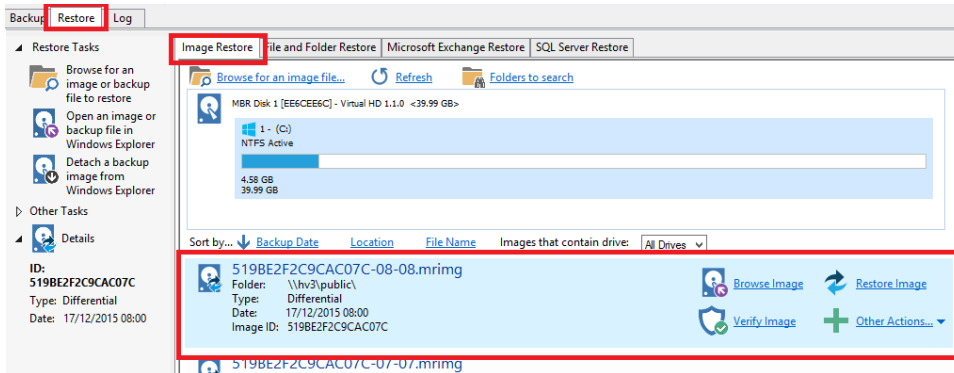 Backup Restore Log
Restore Tasks
Browse for an
image or backup
file to restore
Open an image or
backup file in
Windows Explorer
Detach a backup
image from
Windows Explorer
Other Tasks
Details
ID:
519BE2F2C9CAC07C
Type: Differential
Date: 17/12/2015 08:00
Image Restore File and Folder Restore Microsoft Exchange Restore SQL Server Restore
Browse for an image file... Refresh Folders to search
MBR Disk 1 [EE6CEE6C] - Virtual HD 1.1.0 <39.99 GB>
1 - (C:)
NTFS Active
4.58 GB
39.99 GB
Sort by... Backup Date Location File Name Images that contain drive: All Drives
519BE2F2C9CAC07C-08-08.mrimg
Folder: \\hv3\public\
Type: Differential
Date: 17/12/2015 08:00
Image ID: 519BE2F2C9CAC07C
Browse Image Restore Image
Verify Image Other Actions...
519BE2F2C9CAC07C-07-07.mrimg